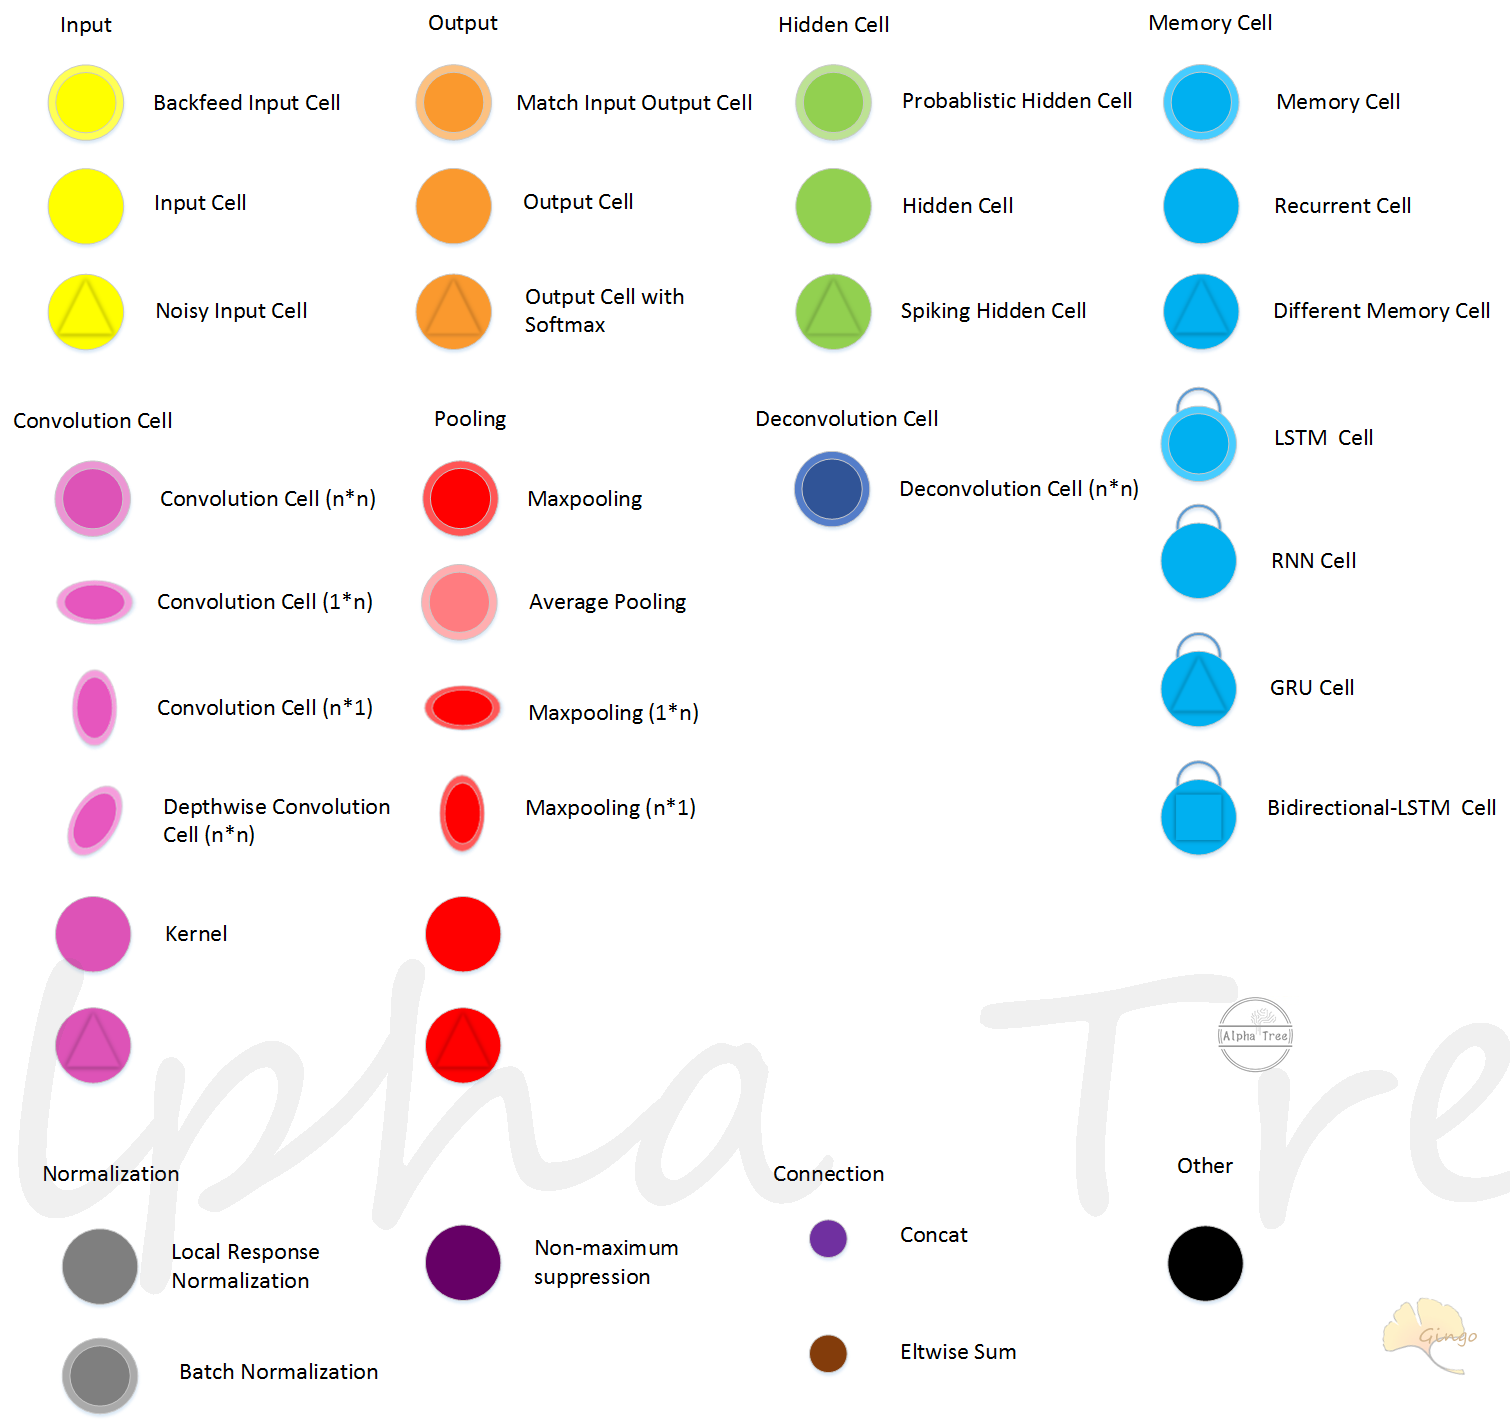 Input
Output
Hidden Cell
Memory Cell
Backfeed Input Cell
Match Input Output Cell
Probablistic Hidden Cell
Memory Cell
Input Cell
Output Cell
Hidden Cell
Recurrent Cell
Noisy Input Cell
Output Cell with
Softmax
Spiking Hidden Cell
Different Memory Cell
Convolution Cell
Pooling
Deconvolution Cell
LSTM  Cell
Convolution Cell (n*n)
Maxpooling
Deconvolution Cell (n*n)
RNN Cell
Convolution Cell (1*n)
Average Pooling
GRU Cell
Convolution Cell (n*1)
Maxpooling (1*n)
Depthwise Convolution
Cell (n*n)
Maxpooling (n*1)
Bidirectional-LSTM  Cell
Kernel
lpha Tre
Alpha Tree
Normalization
Connection
Other
Local Response
Normalization
Non-maximum
suppression
Concat
Gingo
Batch Normalization
Eltwise Sum